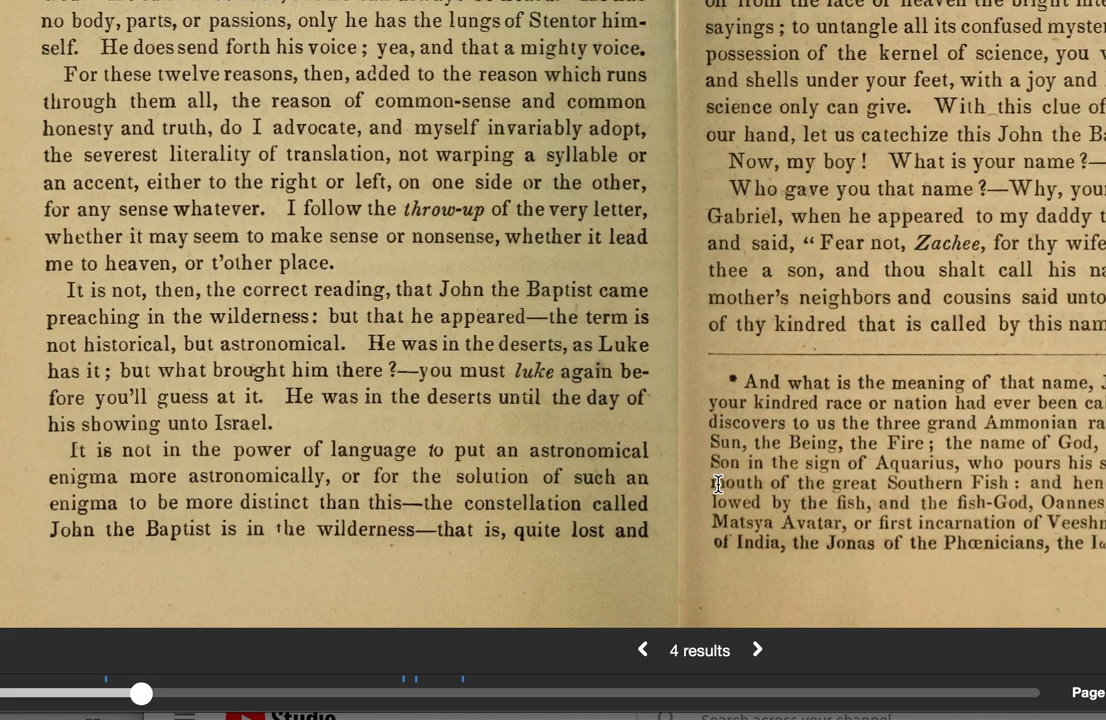 no body, parts, or passions, only he has the lungs of Stentor him-
self. He does send forth his voice; yea, and that a mighty voice.
For these twelve reasons, then, added to the reason which runs
through them all, the reason of common-sense and common
honesty and truth, do I advocate, and myself invariably adopt,
the severest literality of translation, not warping a syllable or
an accent, either to the right or left, on one side or the other,
for any sense whatever. I follow the throw-up of the very letter,
whether it may seem to make sense or nonsense, whether it lead
me to heaven, or t'other place.
It is not, then, the correct reading, that John the Baptist came
preaching in the wilderness: but that he appeared—the term is
not historical, but astronomical. He was in the deserts, as Luke
has it; but what brought him there?—you must luke again be-
fore you'll guess at it. He was in the deserts until the day of
his showing unto Israel.
It is not in the power of language to put an astronomical
enigma more astronomically, or for the solution of such an
enigma to be more distinct than this—the constellation called
John the Baptist is in the wilderness—that is, quite lost and
off from the face of heaven the bright
sayings; to untangle all its confused
possession of the kernel of science, you
and shells under your feet, with a joy and
science only can give. With this clue of
our hand, let us catechize this John the
Now, my boy! What is your name?—
Who gave you that name?—Why,
Gabriel, when he appeared to my daddy
and said, “Fear not, Zachee, for thy wife
thee a son, and thou shalt call his
mother's neighbors and cousins said unto
of thy kindred that is called by this
* And what is the meaning of that name,
your kindred race or nation had ever been
discovers to us the three grand Ammonian
Sun, the Being, the Fire; the name of God,
Son in the sign of Aquarius, who pours his
mouth of the great Southern Fish: and
lowed by the fish, and the fish-God, Oannes
Matsya Avatar, or first incarnation of
of India, the Jonas of the Phœnicians, the
4 results
Page
Studio
Search across your channel